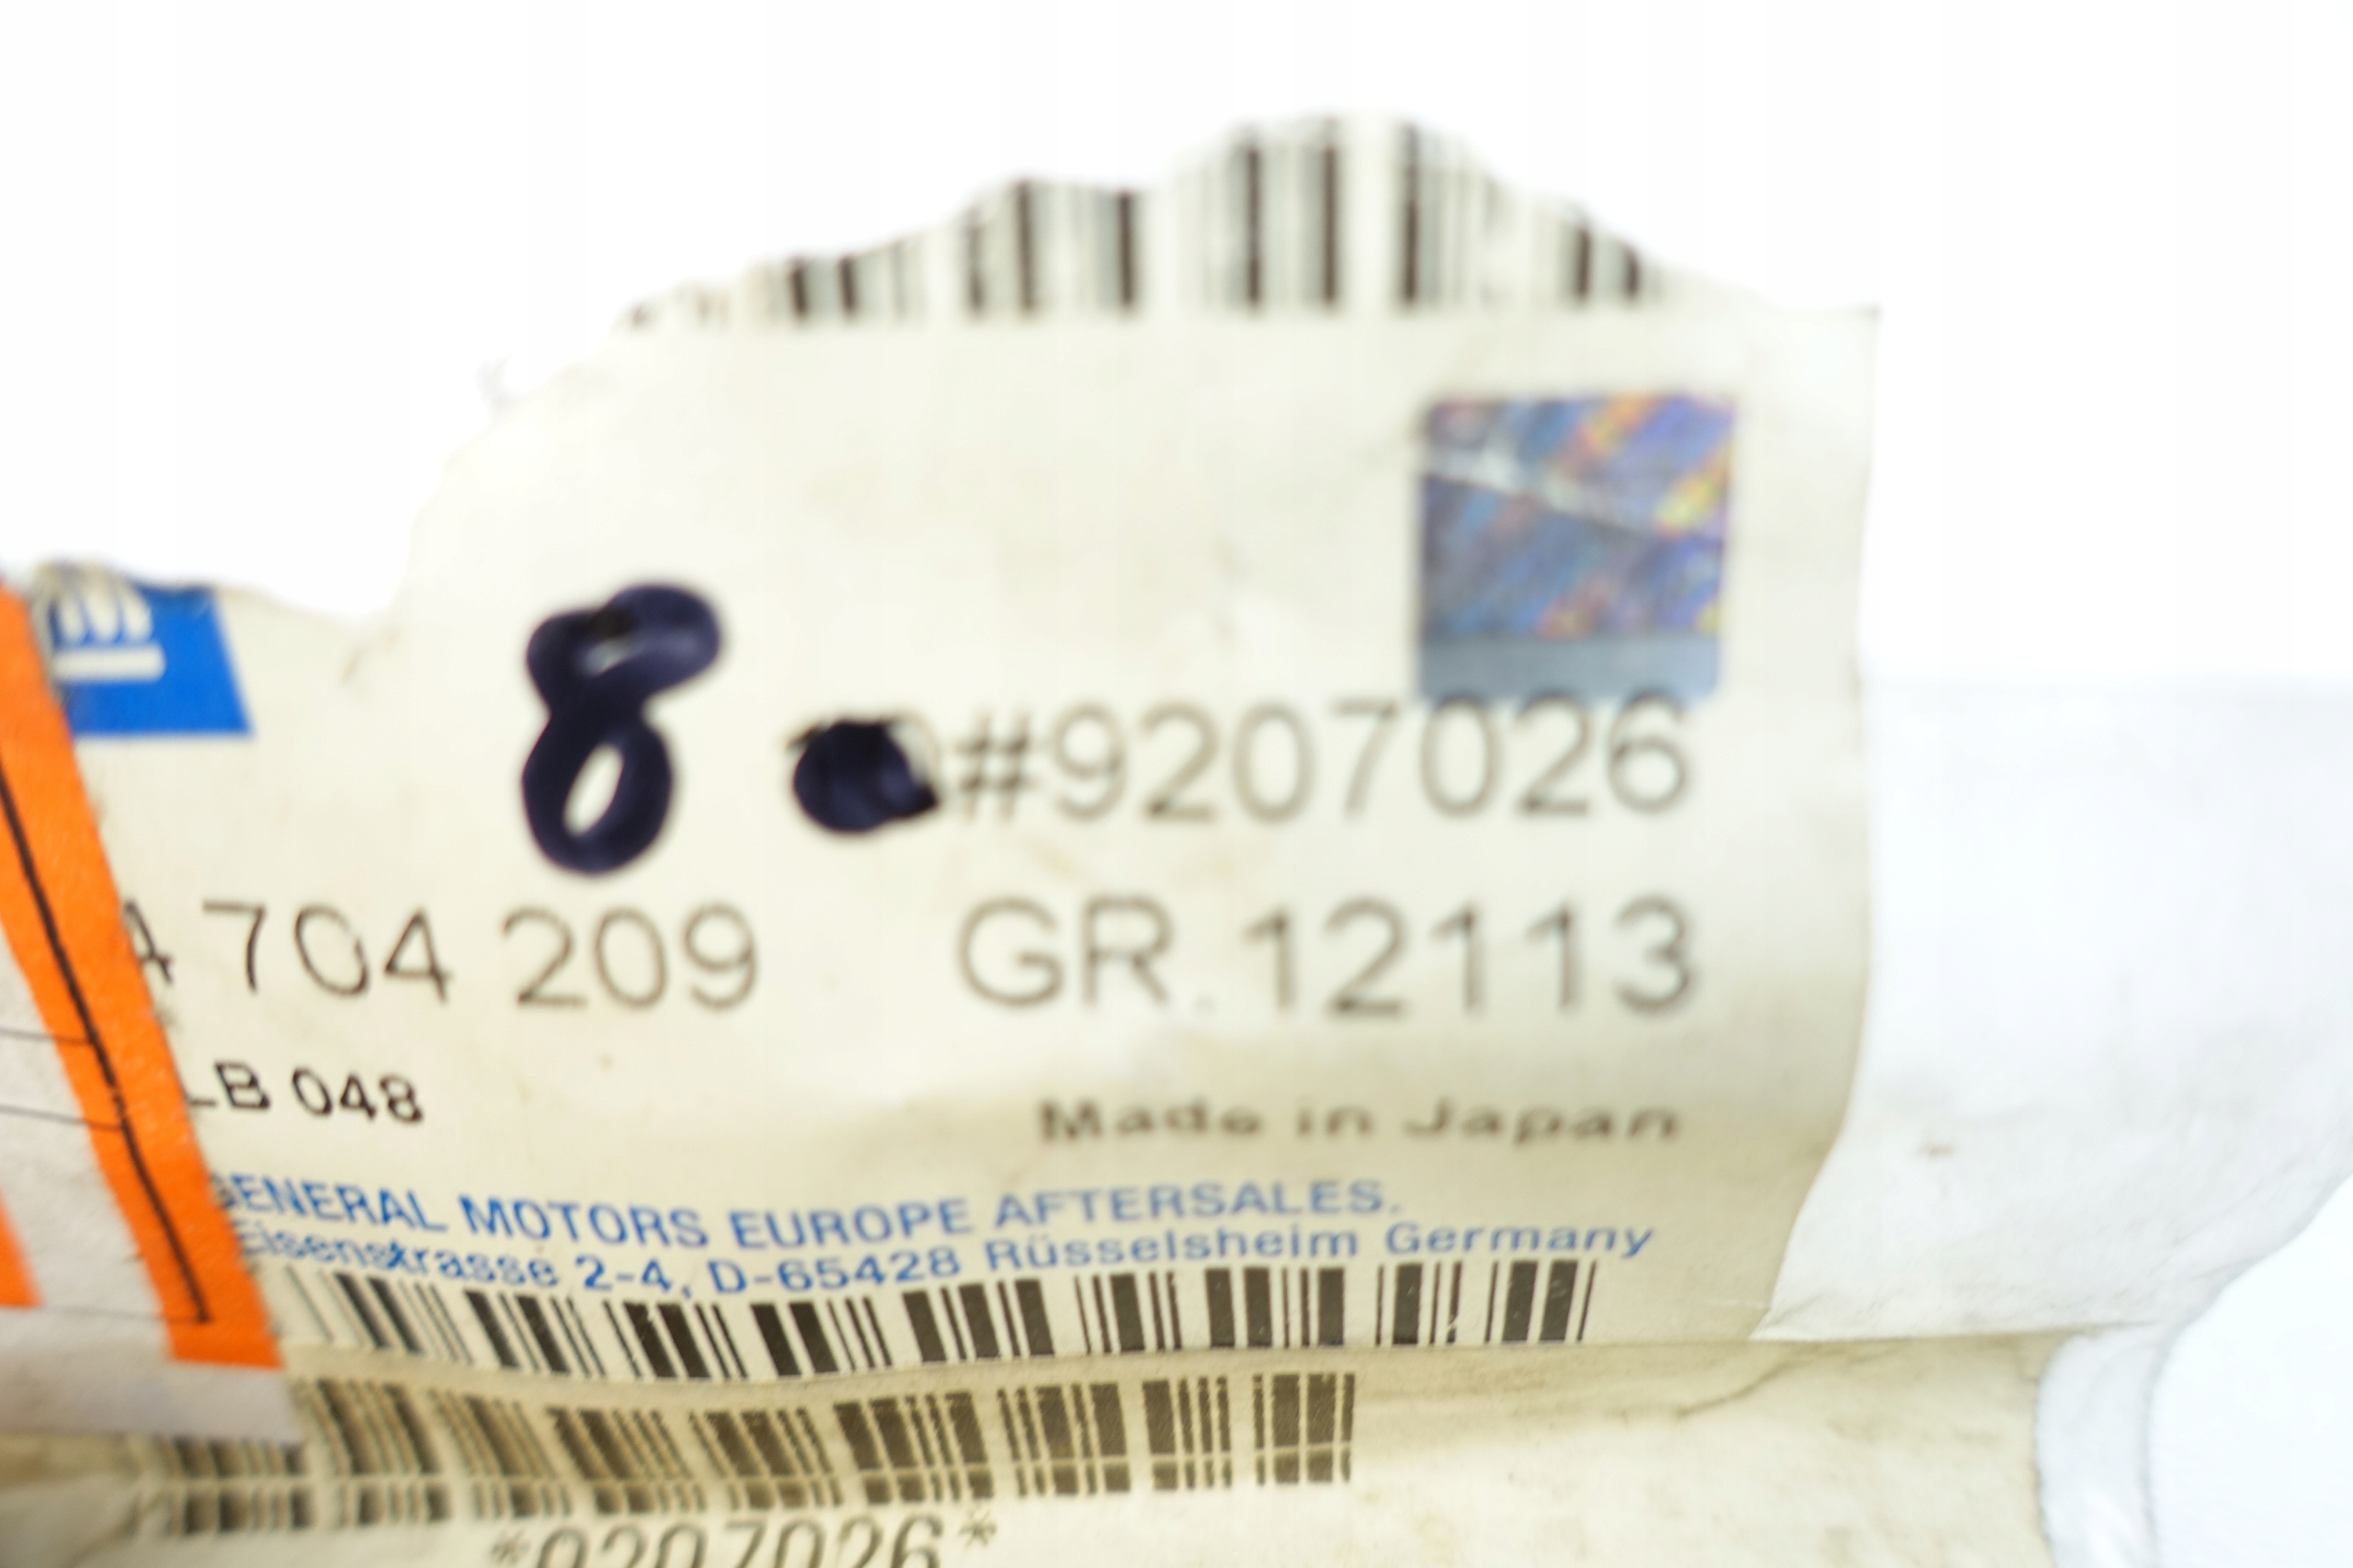 8
#9207026
4 704 209 GR. 12113
LB 048
Made in Japan
GENERAL MOTORS EUROPE AFTERSALES.
Eisenstrasse 2-4, D-65428 Rüsselsheim Germany
*9207026*